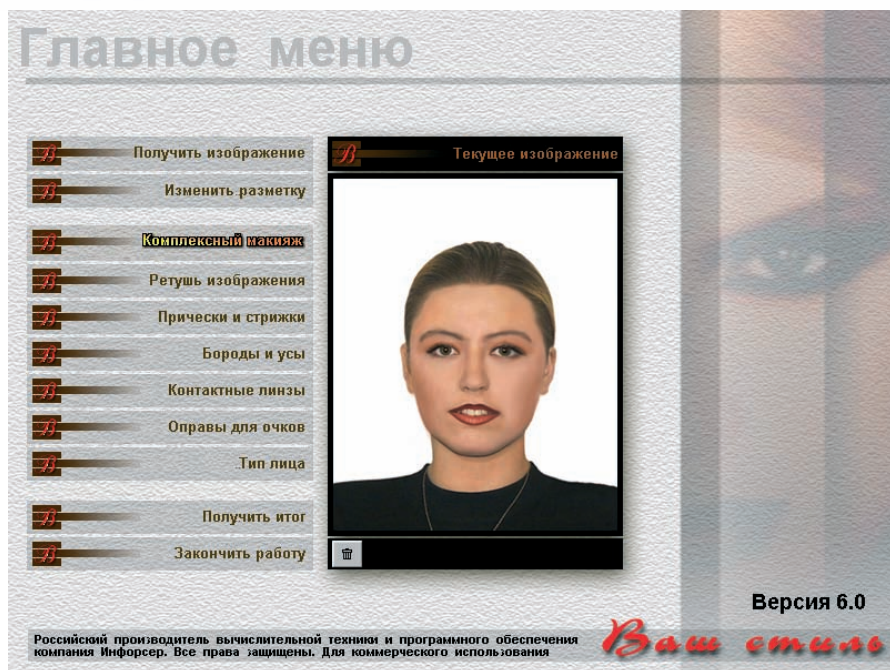 Главное меню
Получить изображение
Изменить разметку
Комплексный макияж
Ретушь изображения
Прически и стрижки
Бороды и усы
Контактные линзы
Оправы для очков
Тип лица
Получить итог
Закончить работу
В Текущее изображение
Версия 6.0
Российский производитель вычислительной техники и программного обеспечения
компания Инфорсер. Все права защищены. Для коммерческого использования
Ваш стиль